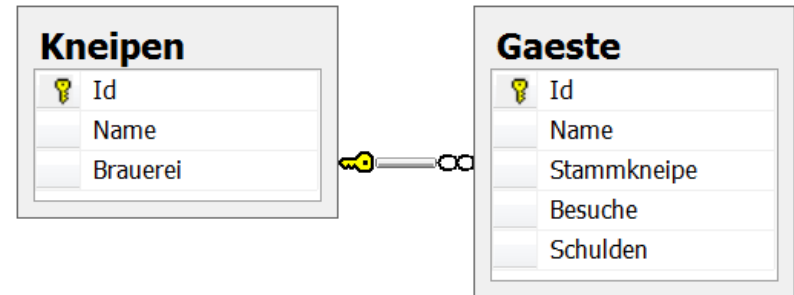 Kneipen
Id
Name
Brauerei
Gaeste
Id
Name
Stammkneipe
Besuche
Schulden